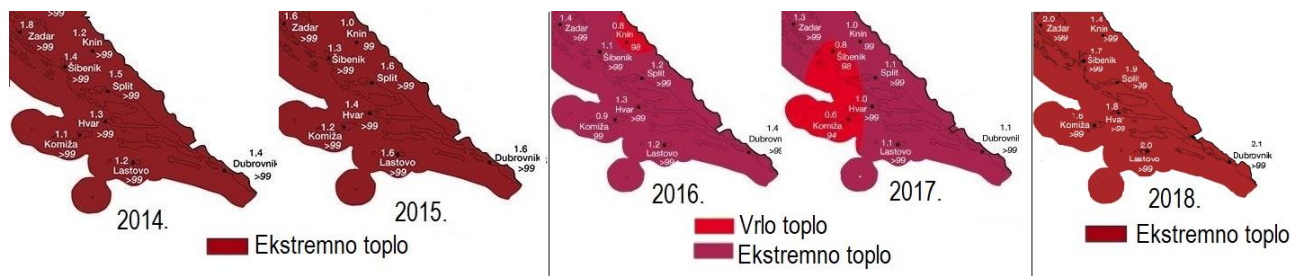 1.8
Zadar
>99
1.2
Knin
>99
1.4
Šibenik
>99
1.5
Split
>99
1.3
Hvar
>99
1.1
Komiža
>99
1.2
Lastovo
>99
1.4
Dubrovnik
>99
2014.
1.6
Zadar
>99
1.0
Knin
99
1.3
Šibenik
>99
1.6
Split
>99
1.4
Hvar
>99
1.2
Komiža
>99
1.6
Lastovo
>99
1.6
Dubrovnik
>99
2015.
Ekstremno toplo
1.4
Zadar
>99
0.8
Knin
98
1.1
Šibenik
>99
1.2
Split
>99
1.3
Hvar
>99
0.9
Komiža
99
1.2
Lastovo
>99
1.4
Dubrovnik
>99
2016.
1.3
Zadar
>99
1.0
Knin
99
0.8
Šibenik
98
1.1
Split
>99
1.0
Hvar
>99
0.6
Komiža
94
1.1
Lastovo
>99
1.1
Dubrovnik
>99
2017.
Vrlo toplo
Ekstremno toplo
2.0
Zadar
>99
1.4
Knin
>99
1.7
Šibenik
>99
1.9
Split
>99
1.8
Hvar
>99
1.6
Komiža
>99
2.0
Lastovo
>99
2.1
Dubrovnik
>99
2018.
Ekstremno toplo